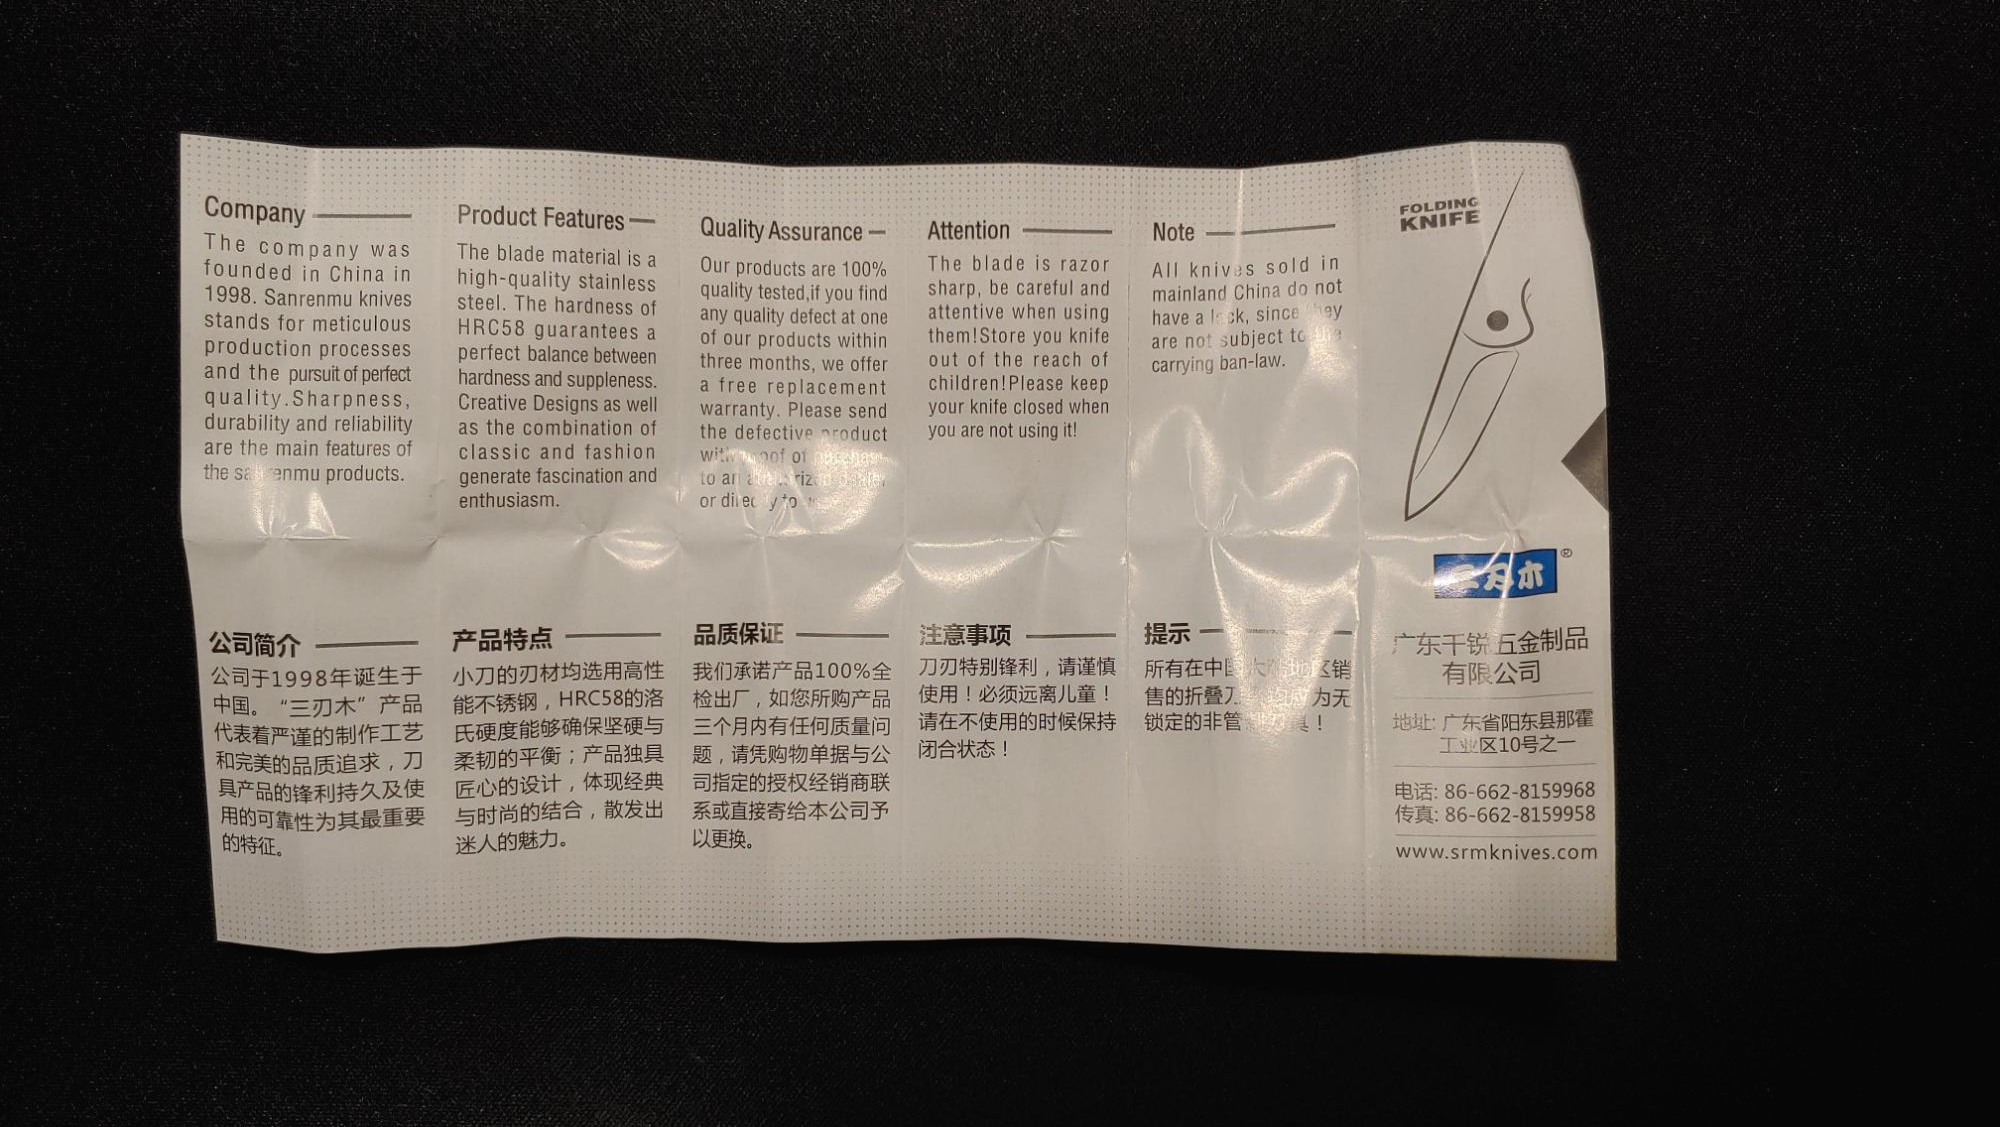 Company
The company was
founded in China in
1998. Sanrenmu knives
stands for meticulous
production processes
and the pursuit of perfect
quality.Sharpness,
durability and reliability
are the main features of
the products.
Product Features
The blade material is a
high-quality stainless
steel. The hardness of
HRC58 guarantees a
perfect balance between
hardness and suppleness.
Creative Designs as well
as the combination of
classic and fashion
generate fascination and
enthusiasm.
Quality Assurance
Our products are 100%
quality tested,if you find
any quality defect at one
of our products within
three months, we offer
a free replacement
warranty. Please send
the defective product
of
to an
or to
Attention
The blade is razor
sharp, be careful and
attentive when using
them!Store you knife
out of the reach of
children!Please keep
your knife closed when
you are not using it!
Note
All knives sold in
mainland China do not
have a since
are not subject to
carrying ban-law.
FOLDING
KNIFE
公司简介
公司于1998年诞生于
中国。“三刃木”产品
代表着严谨的制作工艺
和完美的品质追求，刀
具产品的锋利持久及使
用的可靠性为其最重要
的特征。
产品特点
小刀的刃材均选用高性
能不锈钢，HRC58的洛
氏硬度能够确保坚硬与
柔韧的平衡；产品独具
匠心的设计，体现经典
与时尚的结合，散发出
迷人的魅力。
品质保证
我们承诺产品100%全
检出厂，如您所购产品
三个月内有任何质量问
题，请凭购物单据与公
司指定的授权经销商联
系或直接寄给本公司予
以更换。
注意事项
刀刃特别锋利，请谨慎
使用！必须远离儿童！
请在不使用的时候保持
闭合状态！
提示
所有在中 区销
售的折叠 为无
锁定的非管 ！
三刃木®
广东千锐五金制品
有限公司
地址: 广东省阳东县那霍
工业区10号之一
电话: 86-662-8159968
传真: 86-662-8159958
www.srmknives.com